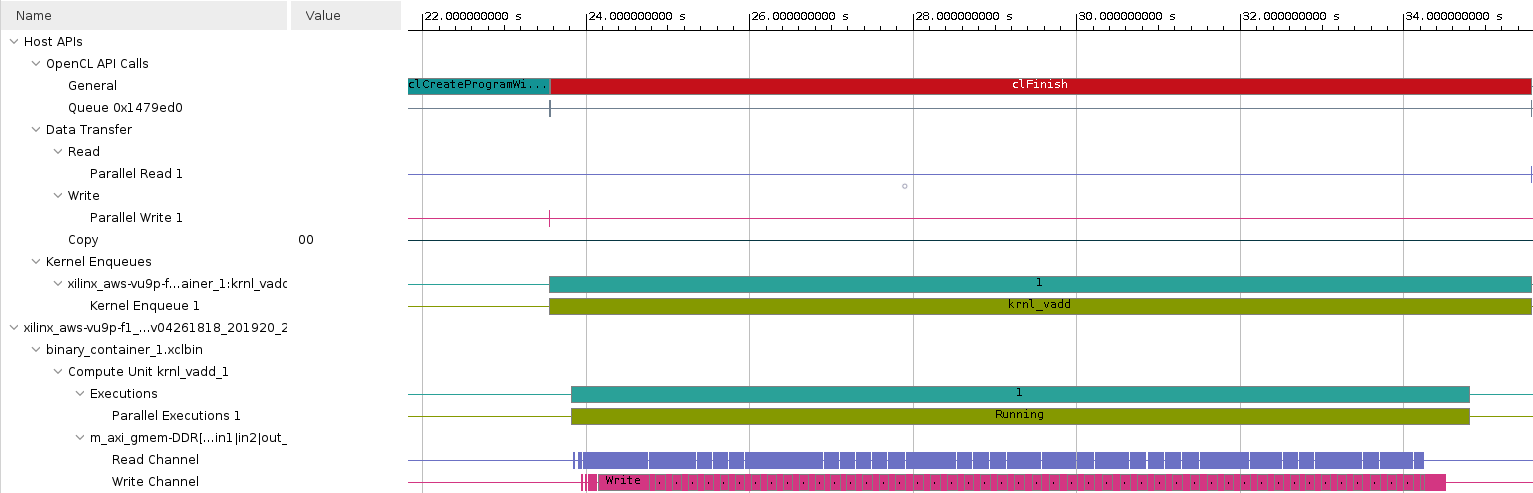 Name Value 22.000000000 s 24.000000000 s 26.000000000 s 28.000000000 s 30.000000000 s 32.000000000 s 34.000000000 s
Host APIs
OpenCL API Calls
General clCreateProgramWi... clFinish
Queue 0x1479ed0
Data Transfer
Read
Parallel Read 1
Write
Parallel Write 1
Copy 00
Kernel Enqueues
xilinx_aws-vu9p-f...ainer_1:krnl_vadd 1
Kernel Enqueue 1 krnl_vadd
xilinx_aws-vu9p-f1_...v04261818_201920_2
binary_container_1.xclbin
Compute Unit krnl_vadd_1
Executions 1
Parallel Executions 1 Running
m_axi_gmem-DDR[...in1|in2|out_
Read Channel
Write Channel Write